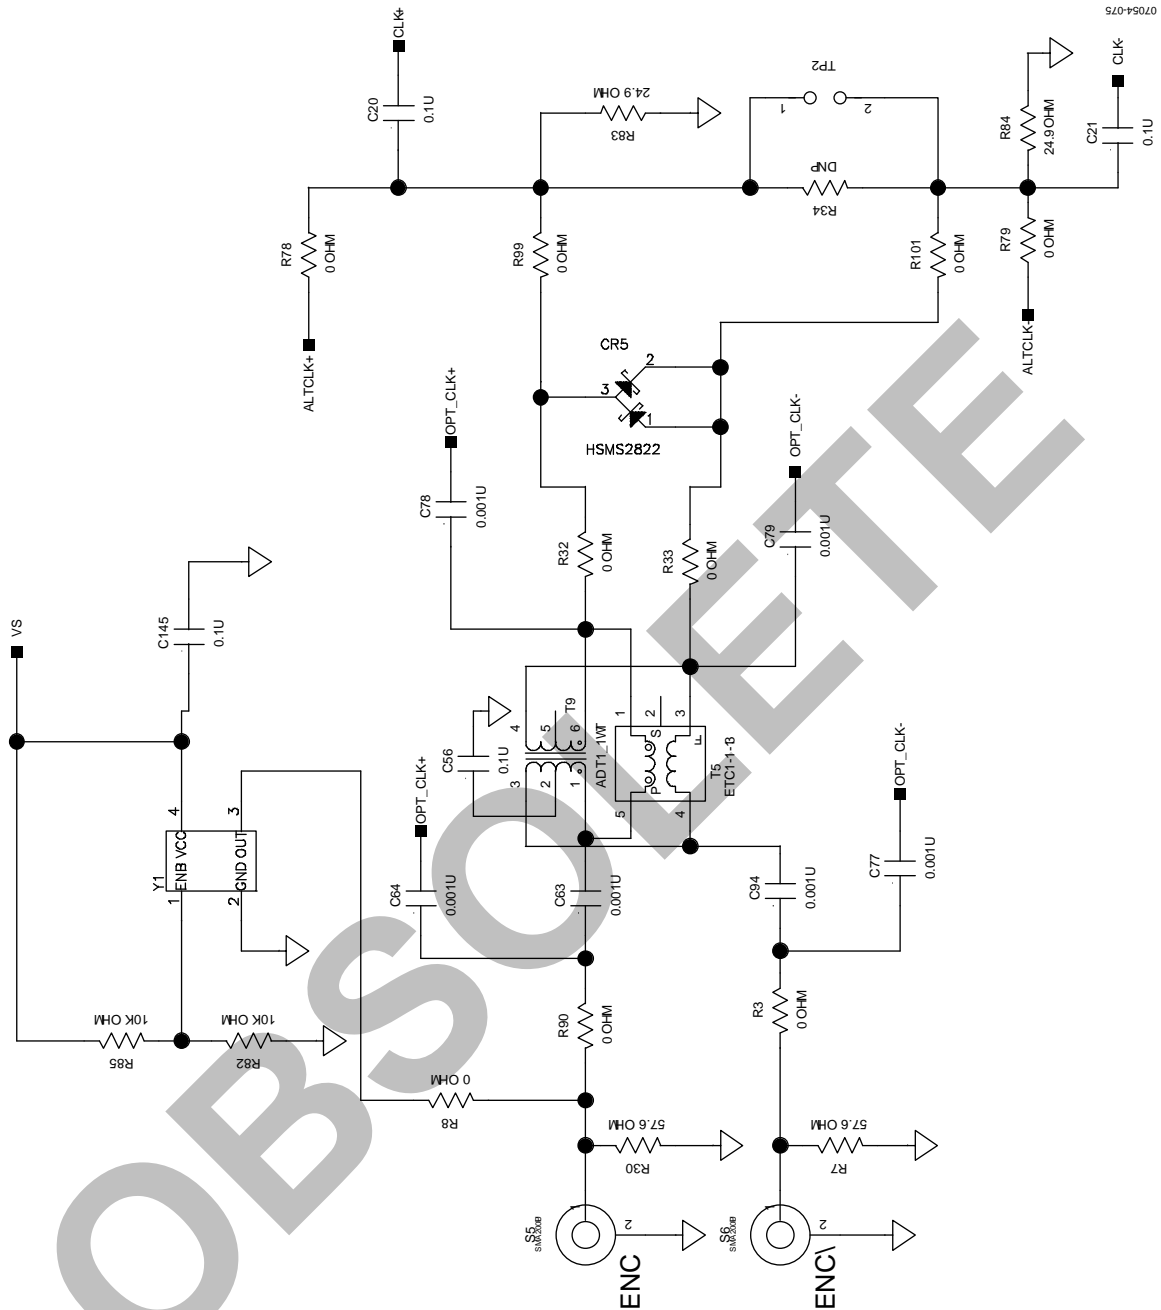 07054-075
CLK+
C20
0.1U
24.9 OHM
R83
TP2
1
2
R84
24.9 OHM
CLK-
C21
0.1U
DNP
R34
R78
0 OHM
ALTCLK+
R99
0 OHM
R101
0 OHM
R79
0 OHM
ALTCLK-
CR5
2
3
1
HSMS2822
OPT_CLK+
C78
0.001U
OPT_CLK-
C79
0.001U
R32
0 OHM
R33
0 OHM
VS
C145
0.1U
C56
0.1U
4
5
6
T9
3
2
1
ADT1_1WT
1
2
3
S
F
P
5
4
T5
ETC1-1-13
OPT_CLK+
C64
0.001U
C63
0.001U
C94
0.001U
OPT_CLK-
C77
0.001U
4
3
ENB VCC
GND OUT
Y1
1
2
10K OHM
R85
10K OHM
R82
0 OHM
R8
R90
0 OHM
R3
0 OHM
57.6 OHM
R30
57.6 OHM
R7
S5
SMA200B
1
2
ENC
S6
SMA200B
1
2
ENC\
OBSOLETE